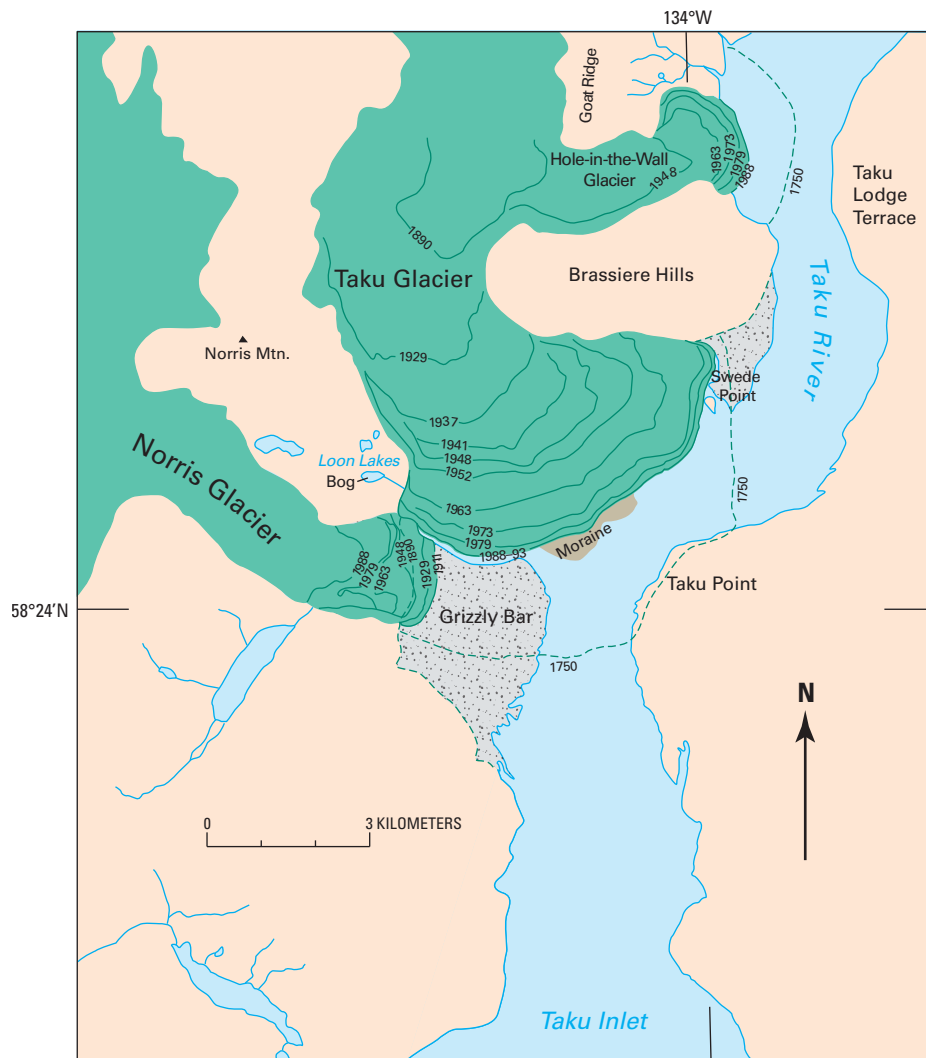 134°W
Goat Ridge
Hole-in-the-Wall
Glacier
1948
1963
1973
1979
1988
1750
Taku
Lodge
Terrace
1890
Taku Glacier
Brassiere Hills
Taku River
Norris Mtn.
1929
Swede
Point
1937
1941
1948
1952
Loon Lakes
Bog
Norris Glacier
1750
1963
1973
1979
1988-93
Moraine
1988
1979
1963
1948
1890
1929
1911
Taku Point
58°24′N
Grizzly Bar
1750
N
0 3 KILOMETERS
Taku Inlet